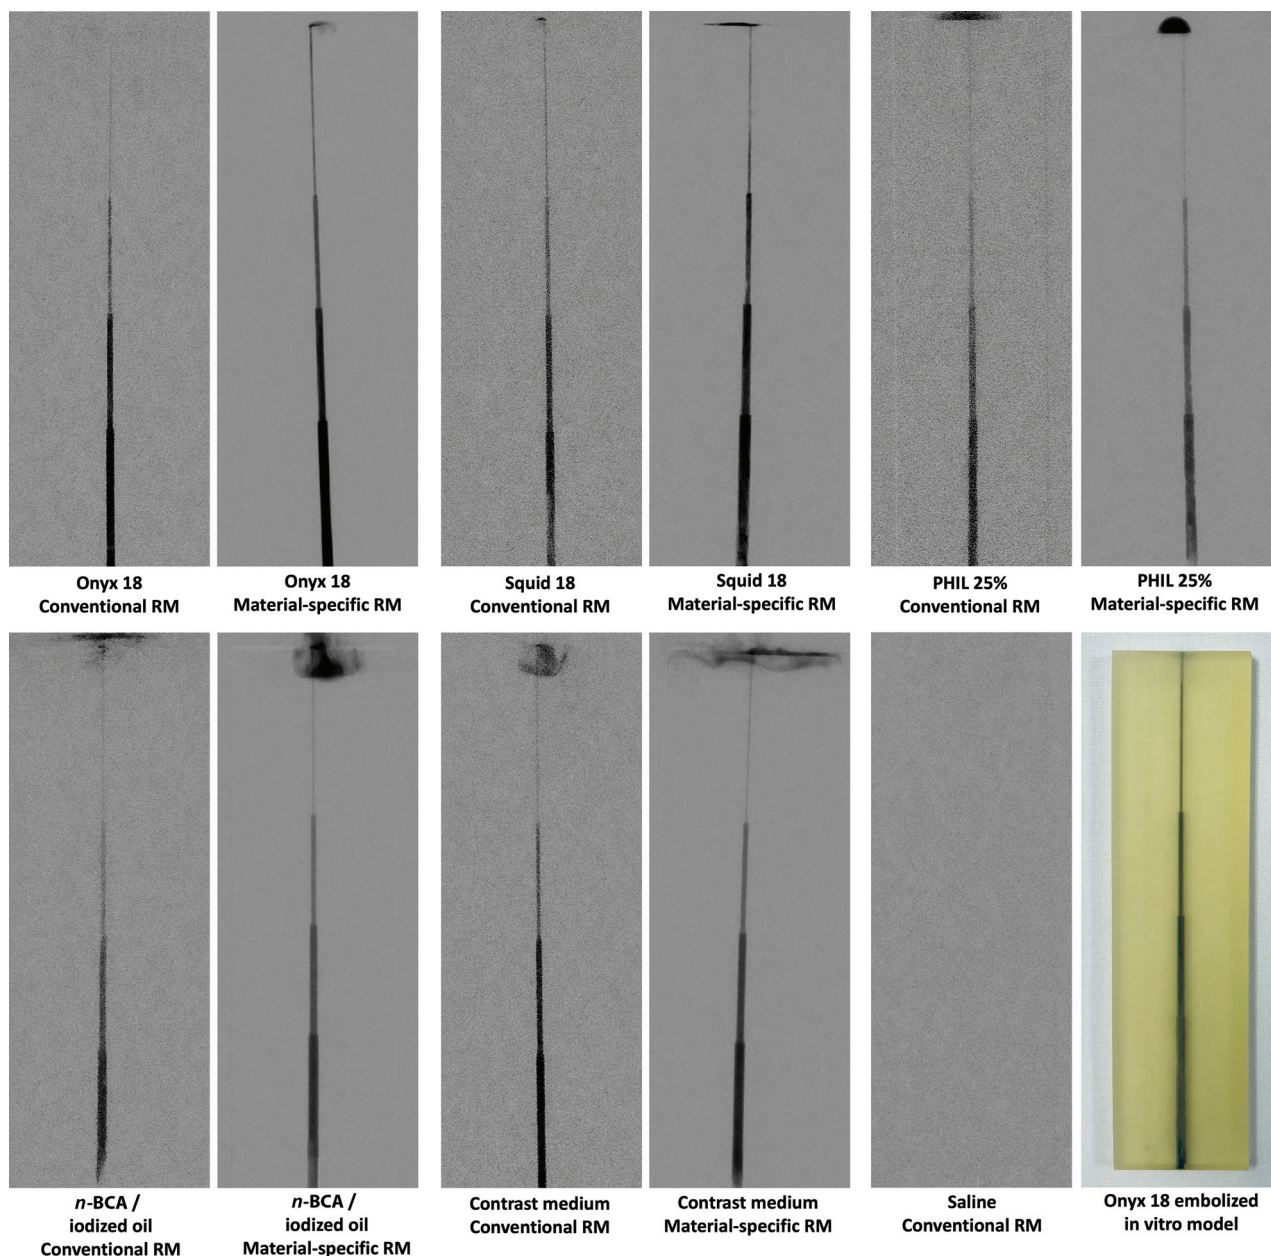 Onyx 18
Conventional RM
Onyx 18
Material-specific RM
Squid 18
Conventional RM
Squid 18
Material-specific RM
PHIL 25%
Conventional RM
PHIL 25%
Material-specific RM
n-BCA /
iodized oil
Conventional RM
n-BCA /
iodized oil
Material-specific RM
Contrast medium
Conventional RM
Contrast medium
Material-specific RM
Saline
Conventional RM
Onyx 18 embolized
in vitro model